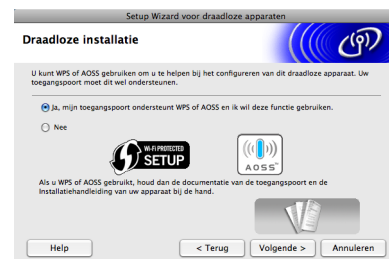 Setup Wizard voor draadloze apparaten
Draadloze installatie
U kunt WPS of AOSS gebruiken om u te helpen bij het configureren van dit draadloze apparaat. Uw
toegangspoort moet dit wel ondersteunen.
Ja, mijn toegangspoort ondersteunt WPS of AOSS en ik wil deze functie gebruiken.
Nee
Wi-Fi PROTECTED
SETUP
AOSS™
Als u WPS of AOSS gebruikt, houd dan de documentatie van de toegangspoort en de
Installatiehandleiding van uw apparaat bij de hand.
Help
< Terug
Volgende >
Annuleren